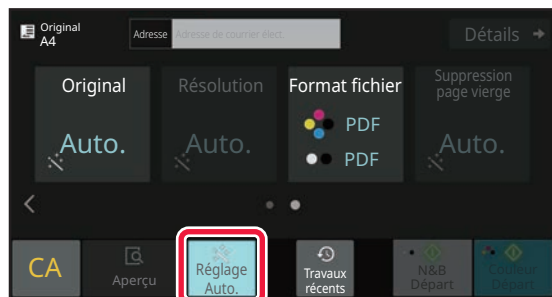 Original
A4
Adresse
Adresse de courrier élect.
Détails
Original
Auto.
Résolution
Auto.
Format fichier
PDF
PDF
Suppression
page vierge
Auto.
CA
Aperçu
Réglage
Auto.
Travaux
récents
N&B
Départ
Couleur
Départ